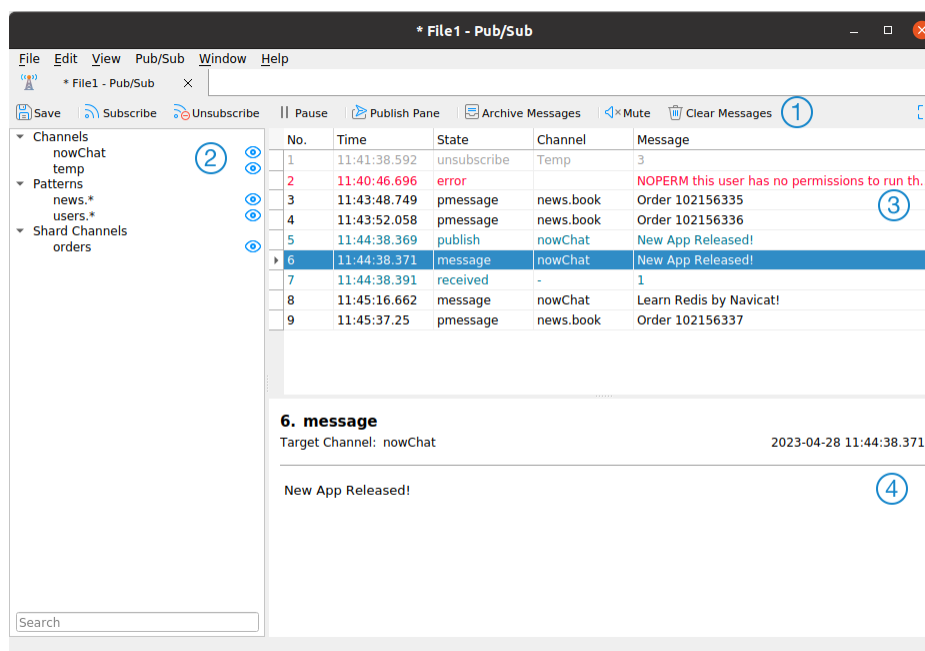 * File1 - Pub/Sub
File Edit View Pub/Sub Window Help
* File1 - Pub/Sub
Save Subscribe Unsubscribe Pause Publish Pane Archive Messages Mute Clear Messages 1
Channels
nowChat
temp
Patterns
news.*
users.*
Shard Channels
orders
2
Search
No. Time State Channel Message
1 11:41:38.592 unsubscribe Temp 3
2 11:40:46.696 error NOPERM this user has no permissions to run th.
3 11:43:48.749 pmessage news.book Order 102156335
4 11:43:52.058 pmessage news.book Order 102156336
5 11:44:38.369 publish nowChat New App Released!
6 11:44:38.371 message nowChat New App Released!
7 11:44:38.391 received - 1
8 11:45:16.662 message nowChat Learn Redis by Navicat!
9 11:45:37.25 pmessage news.book Order 102156337
3
6. message
Target Channel: nowChat 2023-04-28 11:44:38.371
New App Released!
4